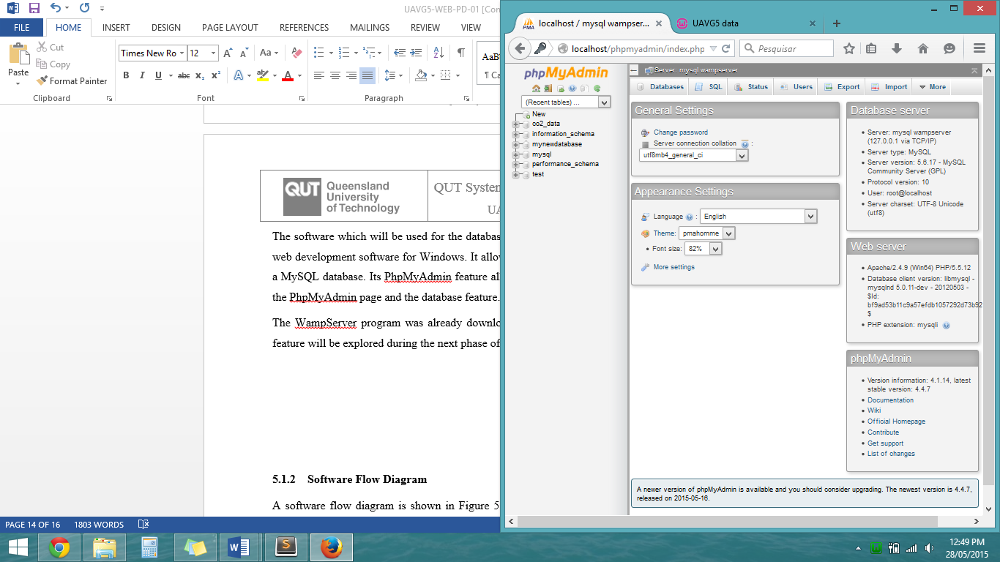 UAVG5-WEB-PD-01 [Com
FILE HOME INSERT DESIGN PAGE LAYOUT REFERENCES MAILINGS REVIEW VIEW
Paste
Cut
Copy
Format Painter
Clipboard
Times New Ro 12
Font
Paragraph
AaBb
¶ Ca
QUT
Queensland
University
of Technology
QUT System
UA
The software which will be used for the databas
web development software for Windows. It allow
a MySQL database. Its PhpMyAdmin feature all
the PhpMyAdmin page and the database feature.
The WampServer program was already downlo
feature will be explored during the next phase of
5.1.2 Software Flow Diagram
A software flow diagram is shown in Figure 5
PAGE 14 OF 16 1803 WORDS
PMA localhost / mysql wampser...
UAVG5 data
localhost/phpmyadmin/index.php
Pesquisar
phpMyAdmin
(Recent tables) ...
New
co2_data
information_schema
mynewdatabase
mysql
performance_schema
test
Server: mysql wampserver
Databases SQL Status Users Export Import More
General Settings
Change password
Server connection collation :
utf8mb4_general_ci
Appearance Settings
Language : English
Theme: pmahomme
Font size: 82%
More settings
Database server
Server: mysql wampserver
(127.0.0.1 via TCP/IP)
Server type: MySQL
Server version: 5.6.17 - MySQL
Community Server (GPL)
Protocol version: 10
User: root@localhost
Server charset: UTF-8 Unicode
(utf8)
Web server
Apache/2.4.9 (Win64) PHP/5.5.12
Database client version: libmysql -
mysqlnd 5.0.11-dev - 20120503 -
$Id:
bf9ad53b11c9a57efdb1057292d73b92
$
PHP extension: mysqli
phpMyAdmin
Version information: 4.1.14, latest
stable version: 4.4.7
Documentation
Wiki
Official Homepage
Contribute
Get support
List of changes
A newer version of phpMyAdmin is available and you should consider upgrading. The newest version is 4.4.7,
released on 2015-05-16.
12:49 PM
28/05/2015